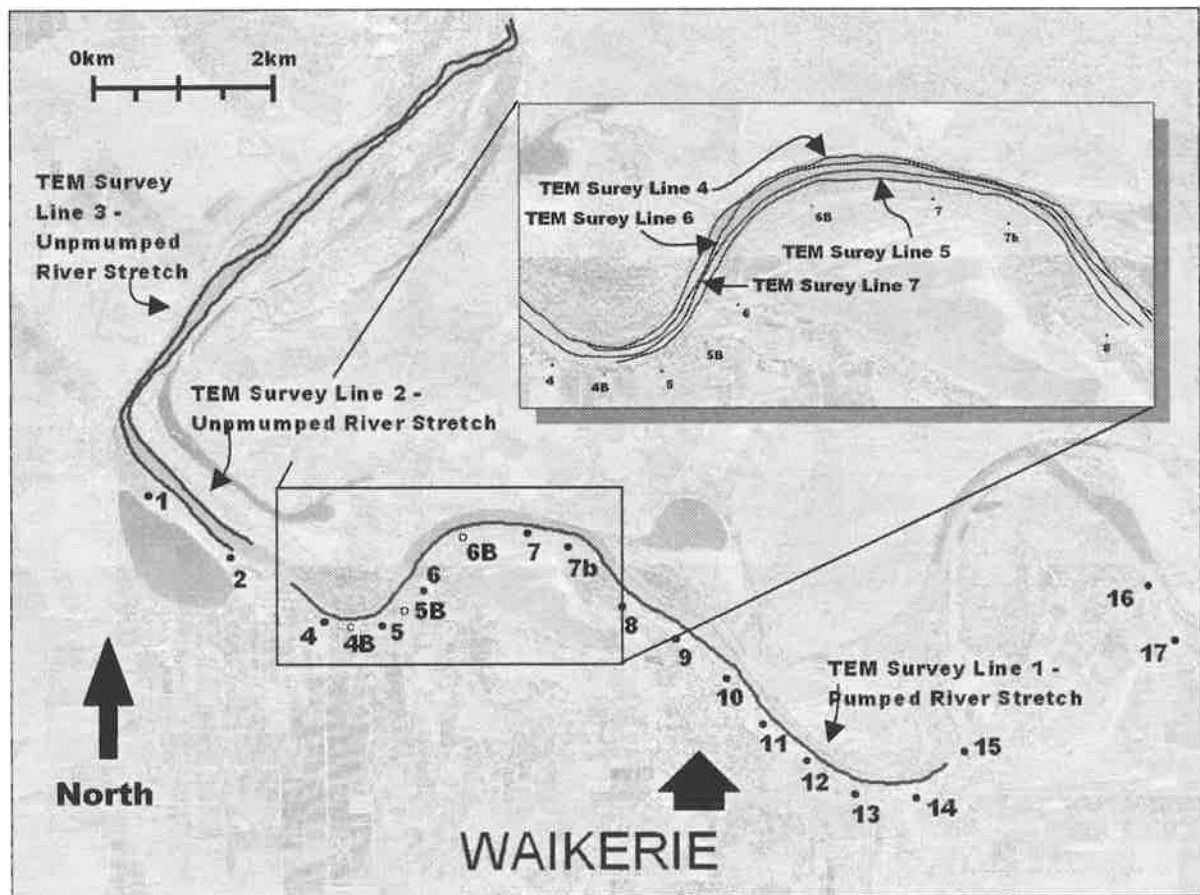 0km 2km
TEM Survey
Line 3 -
Unpmumped
River Stretch
TEM Surey Line 4
TEM Surey Line 6
6B
7
7b
TEM Surey Line 5
TEM Surey Line 7
6
5B
8
4
4B
5
TEM Survey Line 2 -
Unpmumped River Stretch
1
2
6B
7
7b
6
5B
4
4B
5
8
9
10
11
12
13
14
15
16
17
TEM Survey Line 1 -
Pumped River Stretch
North
WAIKERIE